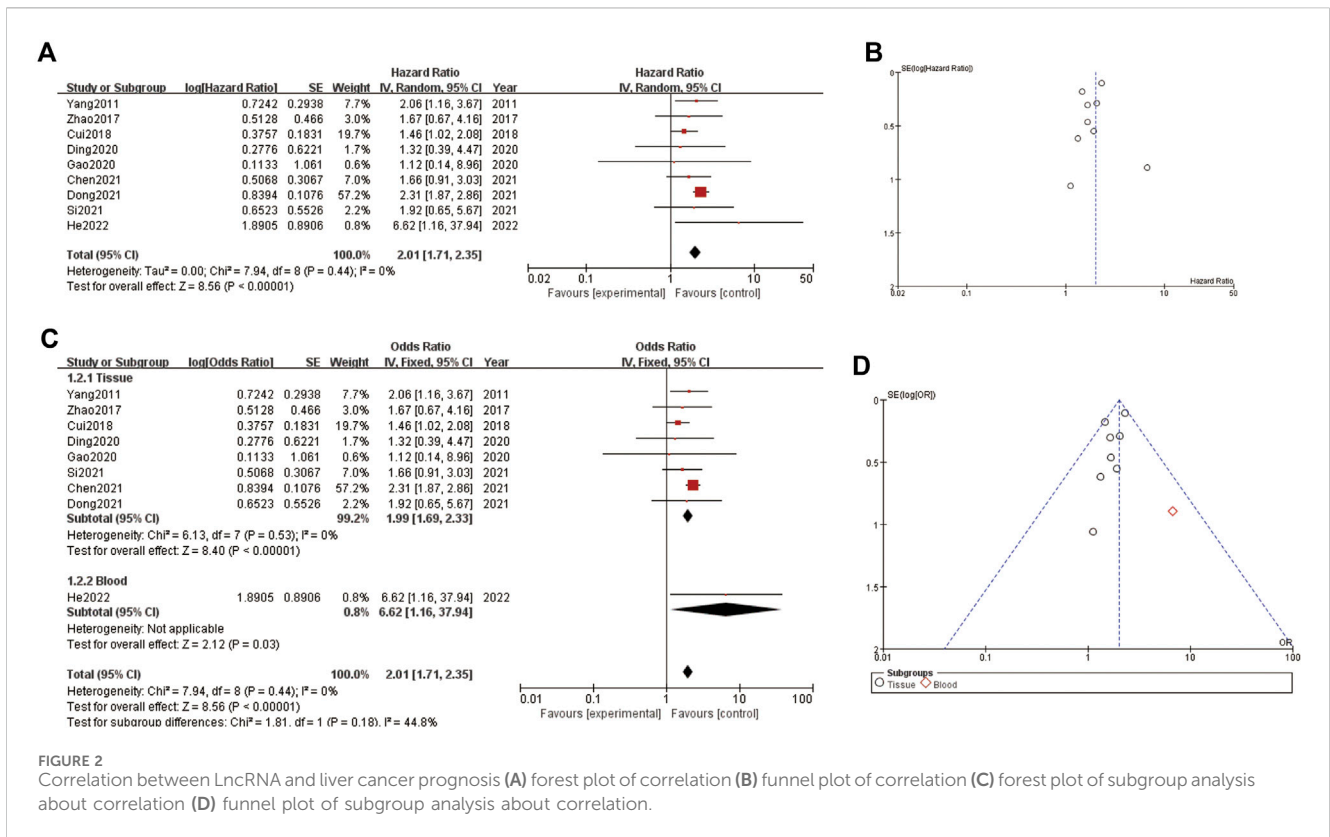 A
Hazard Ratio Hazard Ratio
Study or Subgroup log[Hazard Ratio] SE Weight IV, Random, 95% CI Year IV, Random, 95% CI
Yang2011 0.7242 0.2938 7.7% 2.06 [1.16, 3.67] 2011
Zhao2017 0.5128 0.466 3.0% 1.67 [0.67, 4.16] 2017
Cui2018 0.3757 0.1831 19.7% 1.46 [1.02, 2.08] 2018
Ding2020 0.2776 0.6221 1.7% 1.32 [0.39, 4.47] 2020
Gao2020 0.1133 1.061 0.6% 1.12 [0.14, 8.96] 2020
Chen2021 0.5068 0.3067 7.0% 1.66 [0.91, 3.03] 2021
Dong2021 0.8394 0.1076 57.2% 2.31 [1.87, 2.86] 2021
Si2021 0.6523 0.5526 2.2% 1.92 [0.65, 5.67] 2021
He2022 1.8905 0.8906 0.8% 6.62 [1.16, 37.94] 2022
Total (95% CI) 100.0% 2.01 [1.71, 2.35]
Heterogeneity: Tau² = 0.00; Chi² = 7.94, df = 8 (P = 0.44); I² = 0%
Test for overall effect: Z = 8.56 (P < 0.00001)
0.02 0.1 1 10 50
Favours [experimental] Favours [control]
B
SE(log[Hazard Ratio])
0
0.5
1
1.5
2
0.02 0.1 1 10 50
Hazard Ratio
C
Odds Ratio Odds Ratio
Study or Subgroup log[Odds Ratio] SE Weight IV, Fixed, 95% CI Year IV, Fixed, 95% CI
1.2.1 Tissue
Yang2011 0.7242 0.2938 7.7% 2.06 [1.16, 3.67] 2011
Zhao2017 0.5128 0.466 3.0% 1.67 [0.67, 4.16] 2017
Cui2018 0.3757 0.1831 19.7% 1.46 [1.02, 2.08] 2018
Ding2020 0.2776 0.6221 1.7% 1.32 [0.39, 4.47] 2020
Gao2020 0.1133 1.061 0.6% 1.12 [0.14, 8.96] 2020
Si2021 0.5068 0.3067 7.0% 1.66 [0.91, 3.03] 2021
Chen2021 0.8394 0.1076 57.2% 2.31 [1.87, 2.86] 2021
Dong2021 0.6523 0.5526 2.2% 1.92 [0.65, 5.67] 2021
Subtotal (95% CI) 99.2% 1.99 [1.69, 2.33]
Heterogeneity: Chi² = 6.13, df = 7 (P = 0.53); I² = 0%
Test for overall effect: Z = 8.40 (P < 0.00001)
1.2.2 Blood
He2022 1.8905 0.8906 0.8% 6.62 [1.16, 37.94] 2022
Subtotal (95% CI) 0.8% 6.62 [1.16, 37.94]
Heterogeneity: Not applicable
Test for overall effect: Z = 2.12 (P = 0.03)
Total (95% CI) 100.0% 2.01 [1.71, 2.35]
Heterogeneity: Chi² = 7.94, df = 8 (P = 0.44); I² = 0%
Test for overall effect: Z = 8.56 (P < 0.00001)
Test for subgroup differences: Chi² = 1.81, df = 1 (P = 0.18), I² = 44.8%
0.01 0.1 1 10 100
Favours [experimental] Favours [control]
D
SE(log[OR])
0
0.5
1
1.5
2
OR
0.01 0.1 1 10 100
Subgroups
Tissue Blood
FIGURE 2
Correlation between LncRNA and liver cancer prognosis (A) forest plot of correlation (B) funnel plot of correlation (C) forest plot of subgroup analysis
about correlation (D) funnel plot of subgroup analysis about correlation.